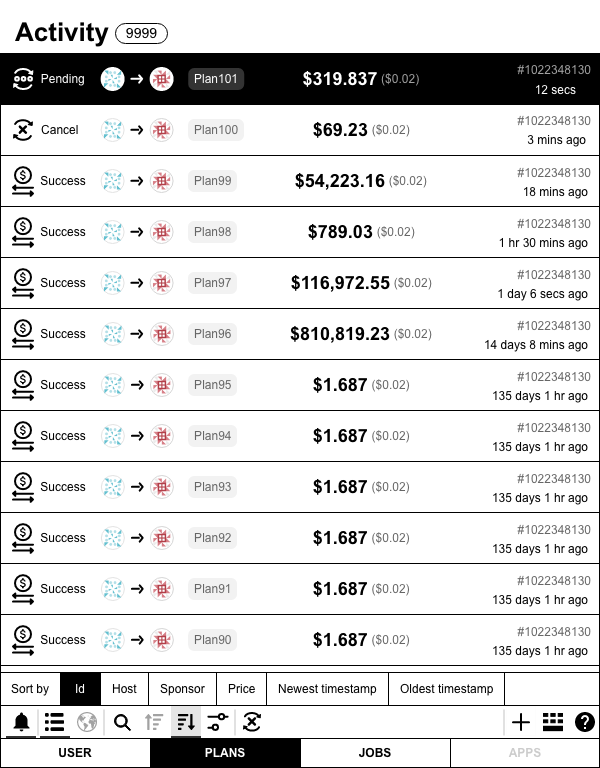 Activity 9999
Pending Plan101 $319.837 ($0.02) #1022348130
12 secs
Cancel Plan100 $69.23 ($0.02) #1022348130
3 mins ago
Success Plan99 $54,223.16 ($0.02) #1022348130
18 mins ago
Success Plan98 $789.03 ($0.02) #1022348130
1 hr 30 mins ago
Success Plan97 $116,972.55 ($0.02) #1022348130
1 day 6 secs ago
Success Plan96 $810,819.23 ($0.02) #1022348130
14 days 8 mins ago
Success Plan95 $1.687 ($0.02) #1022348130
135 days 1 hr ago
Success Plan94 $1.687 ($0.02) #1022348130
135 days 1 hr ago
Success Plan93 $1.687 ($0.02) #1022348130
135 days 1 hr ago
Success Plan92 $1.687 ($0.02) #1022348130
135 days 1 hr ago
Success Plan91 $1.687 ($0.02) #1022348130
135 days 1 hr ago
Success Plan90 $1.687 ($0.02) #1022348130
135 days 1 hr ago
Sort by Id Host Sponsor Price Newest timestamp Oldest timestamp
USER PLANS JOBS APPS